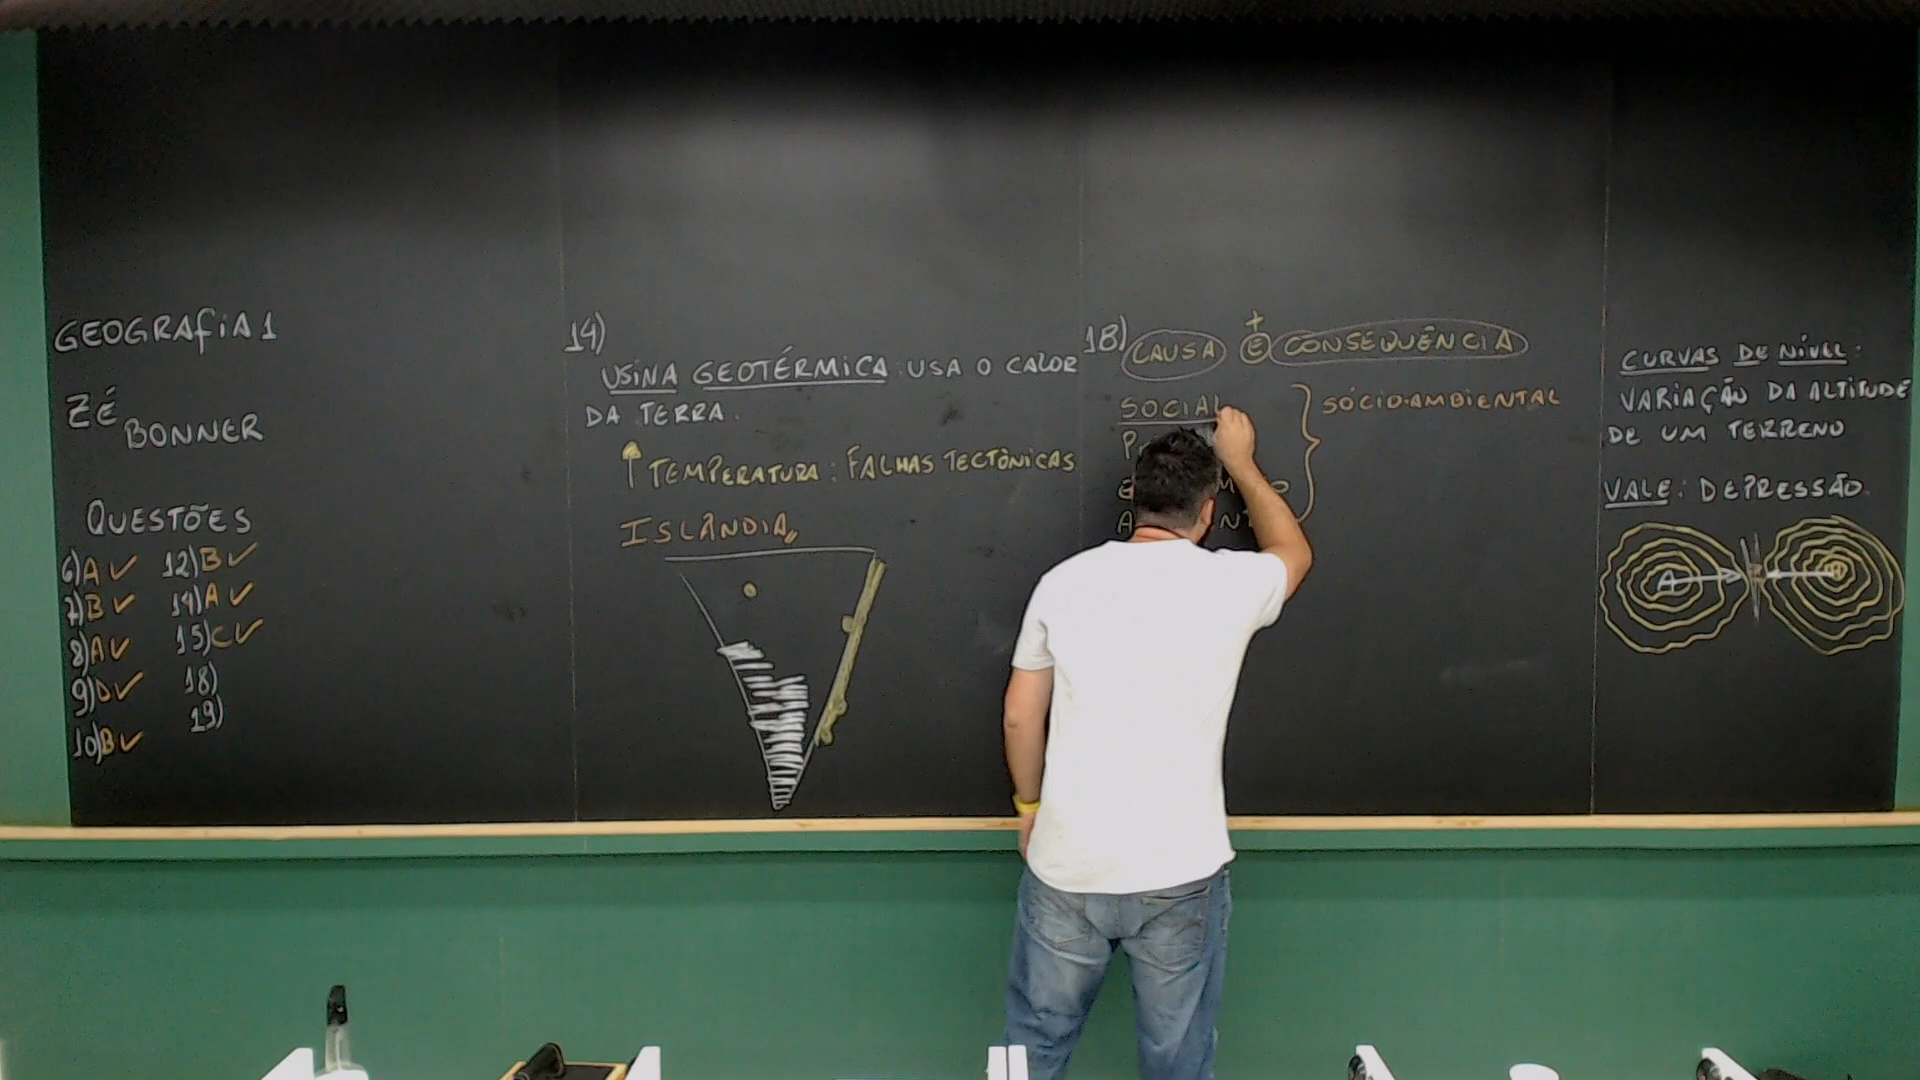 GEOGRAFIA 1
ZÉ
BONNER
QUESTÕES
6) A ✓ 12) B ✓
7) B ✓ 14) A ✓
8) A ✓ 15) C ✓
9) D ✓ 18)
10) B ✓ 19)
14)
USINA GEOTÉRMICA: USA O CALOR
DA TERRA.
↑ TEMPERATURA: FALHAS TECTÔNICAS
ISLÂNDIA
18) CAUSA E + CONSEQUÊNCIA
SOCIAL
SÓCIO-AMBIENTAL
CURVAS DE NÍVEL:
VARIAÇÃO DA ALTITUDE
DE UM TERRENO
VALE: DEPRESSÃO
A B A